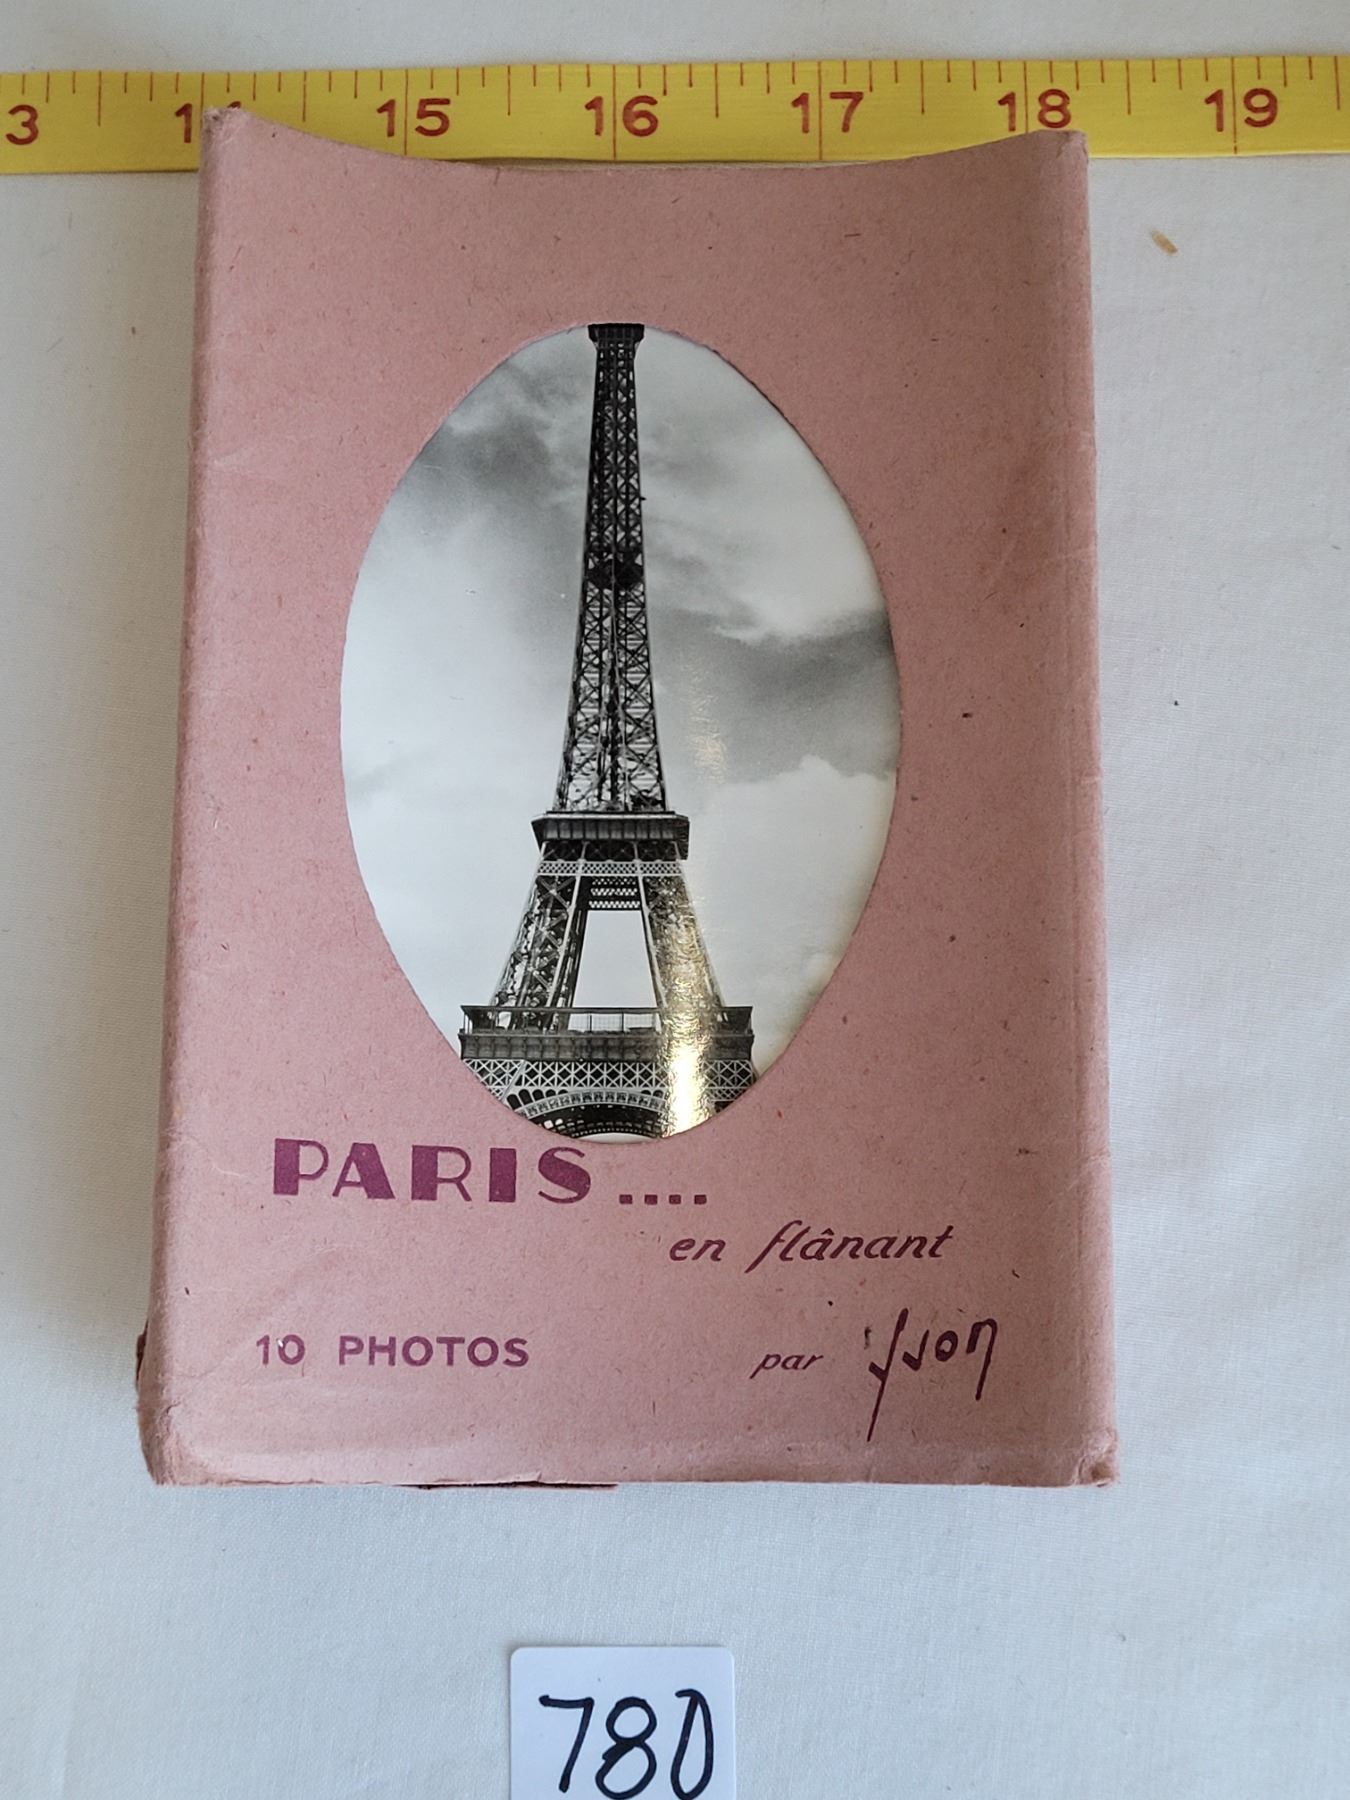 3 15 16 17 18 19
PARIS....
en flânant
10 PHOTOS par Yvon
780